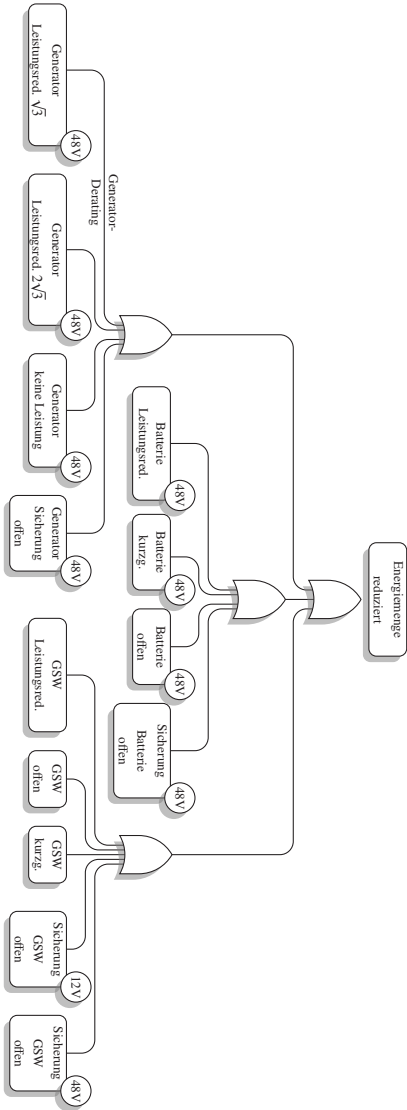 Energiemenge
reduziert
Batterie
Leistungsred.
48V
Batterie
kurzg.
48V
Batterie
offen
48V
Sicherung
Batterie
offen
48V
Generator-
Derating
Generator
Leistungsred. √3
48V
Generator
Leistungsred. 2√3
48V
Generator
keine Leistung
48V
Generator
Sicherung
offen
48V
GSW
Leistungsred.
GSW
offen
GSW
kurzg.
Sicherung
GSW
offen
12V
Sicherung
GSW
offen
48V